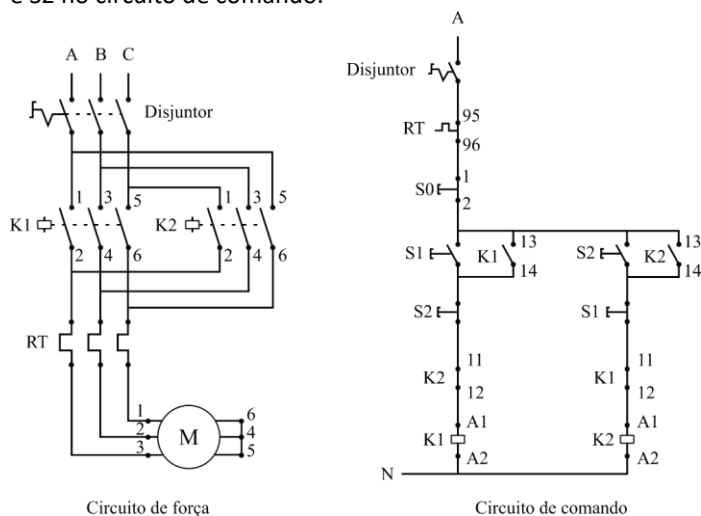 e S2 no circuito de comando.
A B C
Disjuntor
1 3 5
K1
2 4 6
1 3 5
K2
2 4 6
RT
1
2
3
M
6
4
5
Circuito de força
A
Disjuntor
95
RT
96
1
S0
2
S1
K1
13
14
S2
K2
13
14
S2
S1
11
K2
12
11
K1
12
A1
K1
A2
A1
K2
A2
N
Circuito de comando